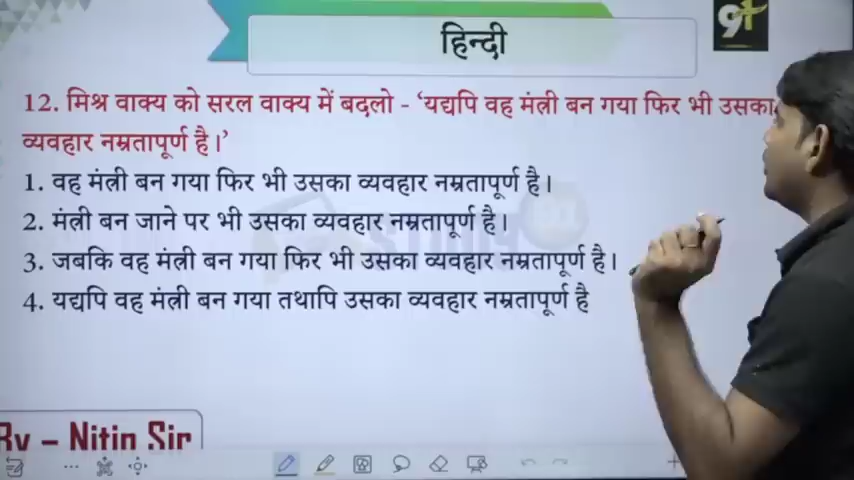 हिन्दी
12. मिश्र वाक्य को सरल वाक्य में बदलो - ‘यद्यपि वह मंत्री बन गया फिर भी उसका
व्यवहार नम्रतापूर्ण है।’
1. वह मंत्री बन गया फिर भी उसका व्यवहार नम्रतापूर्ण है।
2. मंत्री बन जाने पर भी उसका व्यवहार नम्रतापूर्ण है।
3. जबकि वह मंत्री बन गया फिर भी उसका व्यवहार नम्रतापूर्ण है।
4. यद्यपि वह मंत्री बन गया तथापि उसका व्यवहार नम्रतापूर्ण है
By – Nitin Sir